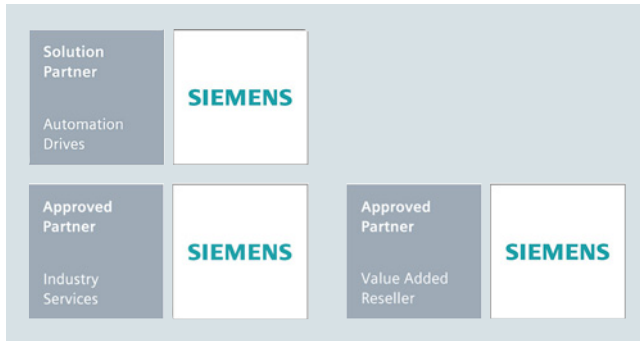 Solution
Partner
Automation
Drives
SIEMENS
Approved
Partner
Industry
Services
SIEMENS
Approved
Partner
Value Added
Reseller
SIEMENS